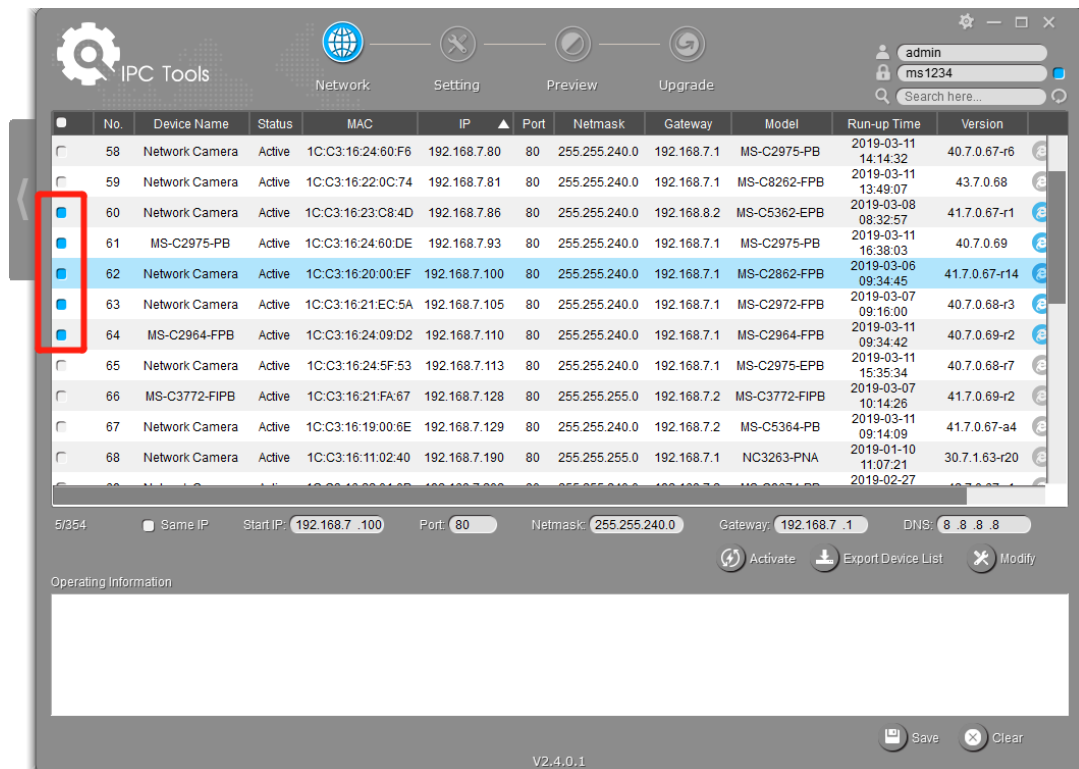 IPC Tools
Network
Setting
Preview
Upgrade
admin
ms1234
Search here...
No. Device Name Status MAC IP Port Netmask Gateway Model Run-up Time Version
58 Network Camera Active 1C:C3:16:24:60:F6 192.168.7.80 80 255.255.240.0 192.168.7.1 MS-C2975-PB 2019-03-11 14:14:32 40.7.0.67-r6
59 Network Camera Active 1C:C3:16:22:0C:74 192.168.7.81 80 255.255.240.0 192.168.7.1 MS-C8262-FPB 2019-03-11 13:49:07 43.7.0.68
60 Network Camera Active 1C:C3:16:23:C8:4D 192.168.7.86 80 255.255.240.0 192.168.8.2 MS-C5362-EPB 2019-03-08 08:32:57 41.7.0.67-r1
61 MS-C2975-PB Active 1C:C3:16:24:60:DE 192.168.7.93 80 255.255.240.0 192.168.7.1 MS-C2975-PB 2019-03-11 16:38:03 40.7.0.69
62 Network Camera Active 1C:C3:16:20:00:EF 192.168.7.100 80 255.255.240.0 192.168.7.1 MS-C2862-FPB 2019-03-06 09:34:45 41.7.0.67-r14
63 Network Camera Active 1C:C3:16:21:EC:5A 192.168.7.105 80 255.255.240.0 192.168.7.1 MS-C2972-FPB 2019-03-07 09:16:00 40.7.0.68-r3
64 MS-C2964-FPB Active 1C:C3:16:24:09:D2 192.168.7.110 80 255.255.240.0 192.168.7.1 MS-C2964-FPB 2019-03-11 09:34:42 40.7.0.69-r2
65 Network Camera Active 1C:C3:16:24:5F:53 192.168.7.113 80 255.255.240.0 192.168.7.1 MS-C2975-EPB 2019-03-11 15:35:34 40.7.0.68-r7
66 MS-C3772-FIPB Active 1C:C3:16:21:FA:67 192.168.7.128 80 255.255.255.0 192.168.7.2 MS-C3772-FIPB 2019-03-07 10:14:26 41.7.0.69-r2
67 Network Camera Active 1C:C3:16:19:00:6E 192.168.7.129 80 255.255.240.0 192.168.7.2 MS-C5364-PB 2019-03-11 09:14:09 41.7.0.67-a4
68 Network Camera Active 1C:C3:16:11:02:40 192.168.7.190 80 255.255.255.0 192.168.7.1 NC3263-PNA 2019-01-10 11:07:21 30.7.1.63-r20
2019-02-27
5/354 Same IP Start IP: 192.168.7 .100 Port: 80 Netmask: 255.255.240.0 Gateway: 192.168.7 .1 DNS: 8 .8 .8 .8
Activate Export Device List Modify
Operating Information
Save Clear
V2.4.0.1